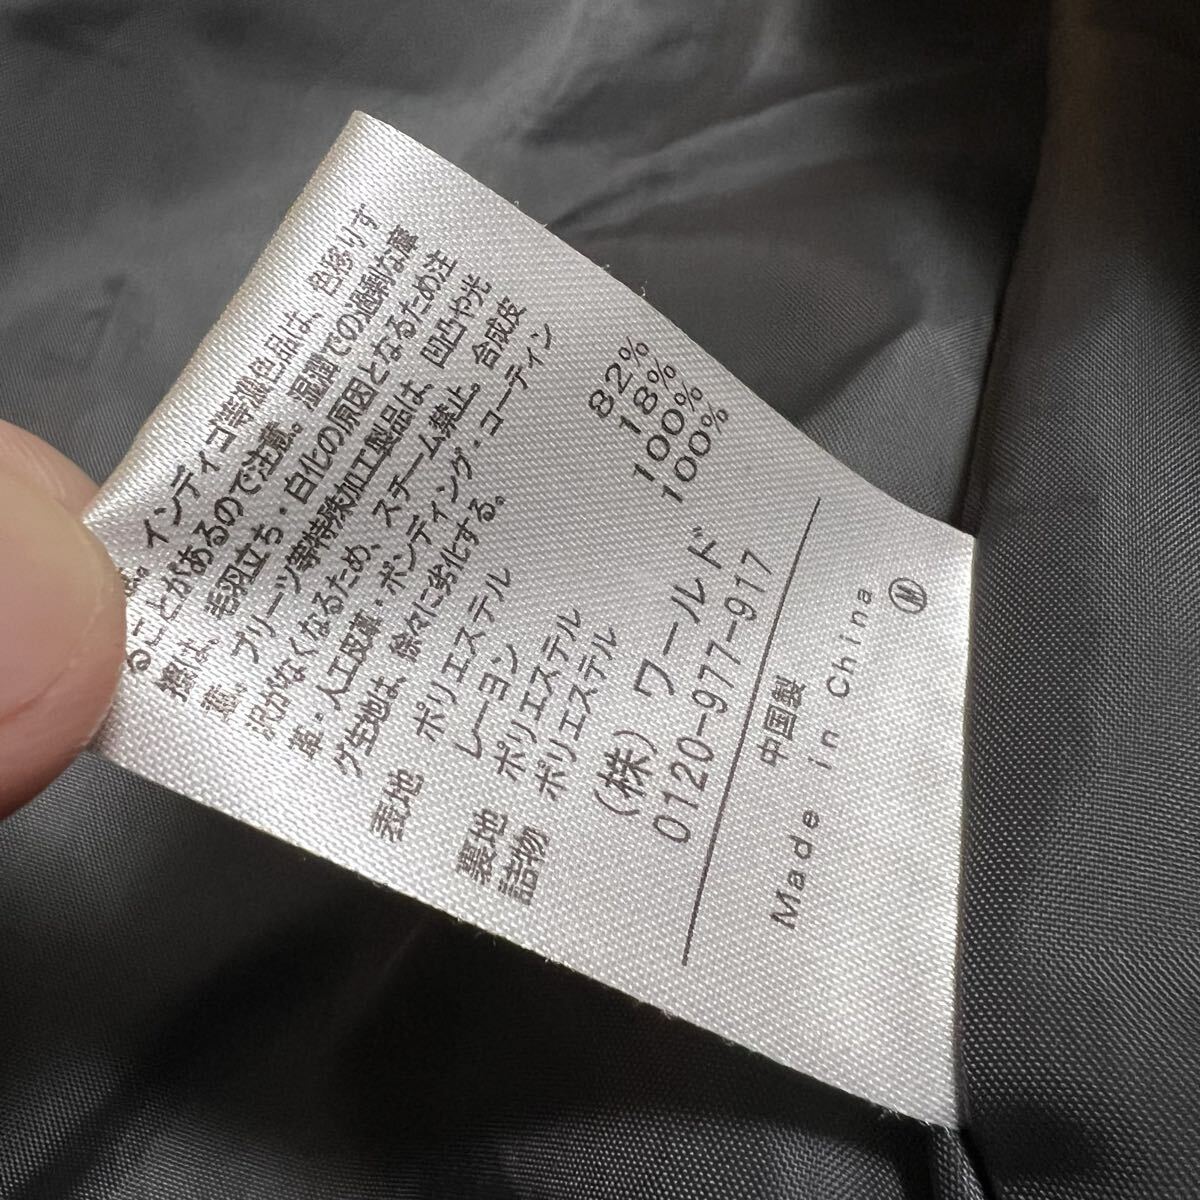 。インディゴ等濃色品は、色移りす
ることがあるので注意。湿潤での過剰な摩
擦は、毛羽立ち・白化の原因となるため注
意。プリーツ等特殊加工製品は、凹凸や光
沢がなくなるため、スチーム禁止。合成皮
革・人工皮革・ボンディング・コーティン
グ生地は、徐々に劣化する。
表地 ポリエステル 82%
レーヨン 18%
裏地 ポリエステル 100%
詰物 ポリエステル 100%
(株)ワールド
0120-977-917
中国製
Made in China
M